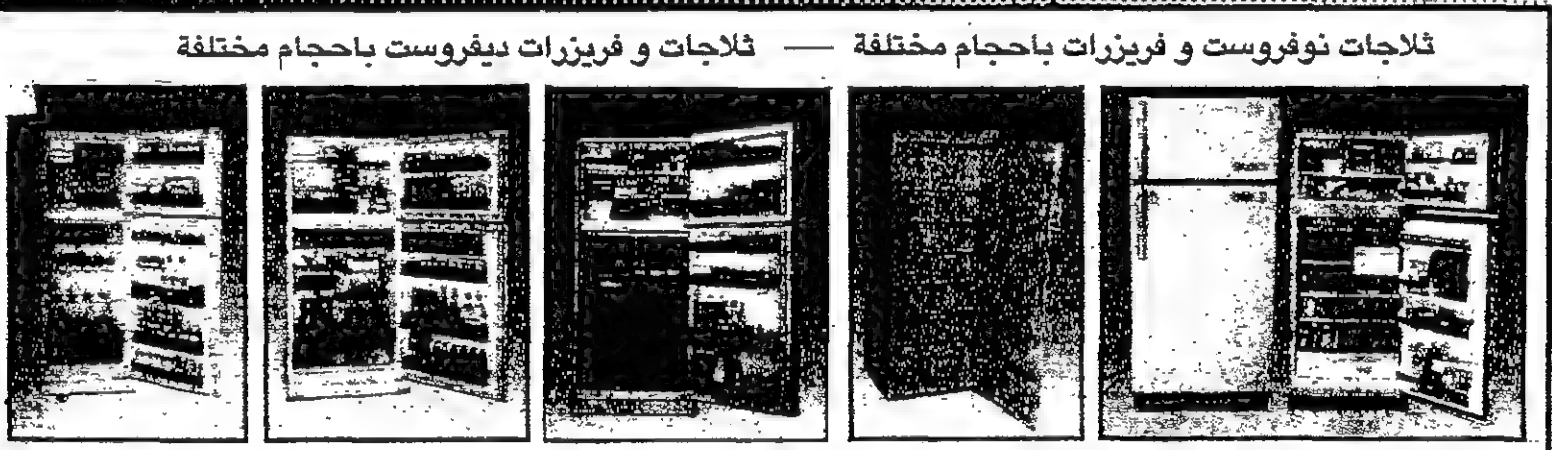 ثلاجات نوفروست و فريزرات باحجام مختلفة — ثلاجات و فريزرات ديفروست باحجام مختلفة